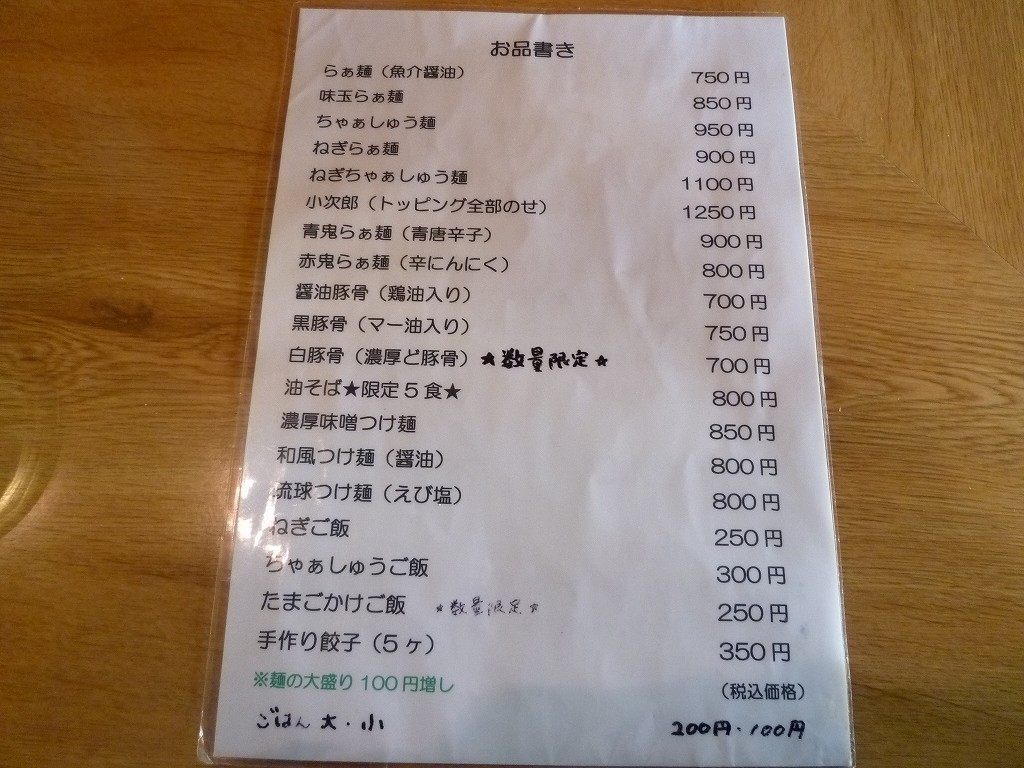 お品書き
らぁ麺（魚介醤油） 750円
味玉らぁ麺 850円
ちゃぁしゅう麺 950円
ねぎらぁ麺 900円
ねぎちゃぁしゅう麺 1100円
小次郎（トッピング全部のせ） 1250円
青鬼らぁ麺（青唐辛子） 900円
赤鬼らぁ麺（辛にんにく） 800円
醤油豚骨（鶏油入り） 700円
黒豚骨（マー油入り） 750円
白豚骨（濃厚ど豚骨）★数量限定★ 700円
油そば★限定５食★ 800円
濃厚味噌つけ麺 850円
和風つけ麺（醤油） 800円
琉球つけ麺（えび塩） 800円
ねぎご飯 250円
ちゃぁしゅうご飯 300円
たまごかけご飯 ★数量限定★ 250円
手作り餃子（５ヶ） 350円
※麺の大盛り100円増し （税込価格）
ごはん 大・小 200円・100円